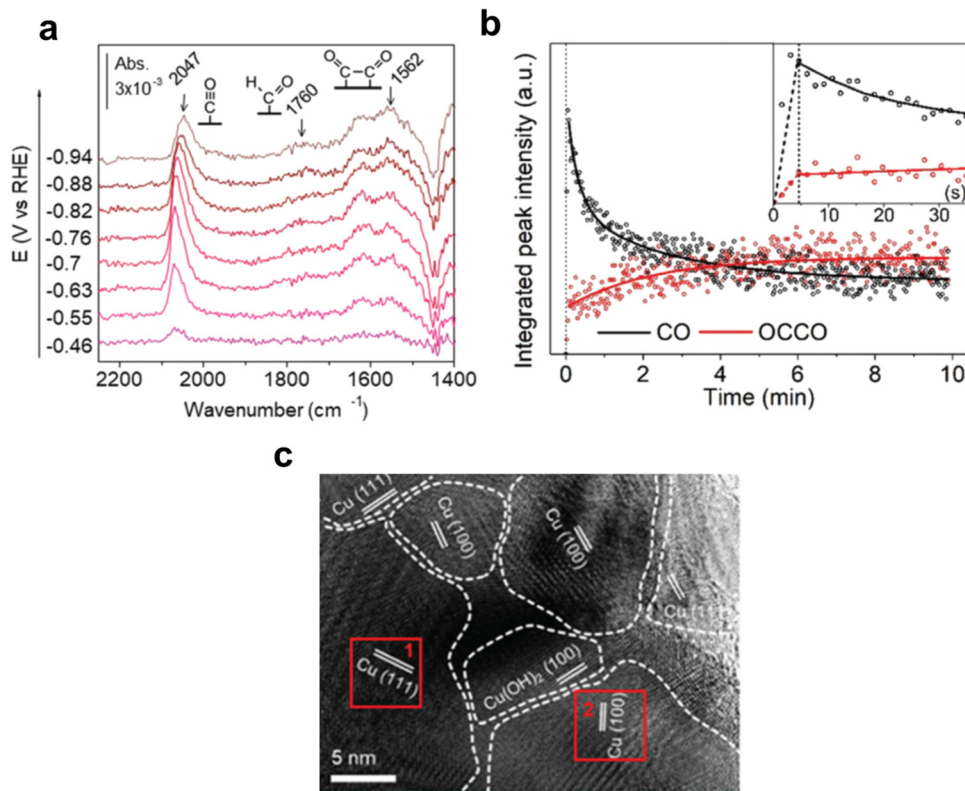 a
Abs.
3x10⁻³
2047
C≡O
H
C=O
1760
O=C-C=O
1562
E (V vs RHE)
-0.94
-0.88
-0.82
-0.76
-0.7
-0.63
-0.55
-0.46
2200 2000 1800 1600 1400
Wavenumber (cm⁻¹)
b
Integrated peak intensity (a.u.)
0 10 20 30
(s)
CO OCCO
0 2 4 6 8 10
Time (min)
c
Cu (111)
Cu (100)
Cu (100)
Cu (111)
1
Cu (111)
Cu(OH)₂ (100)
2
Cu (100)
5 nm